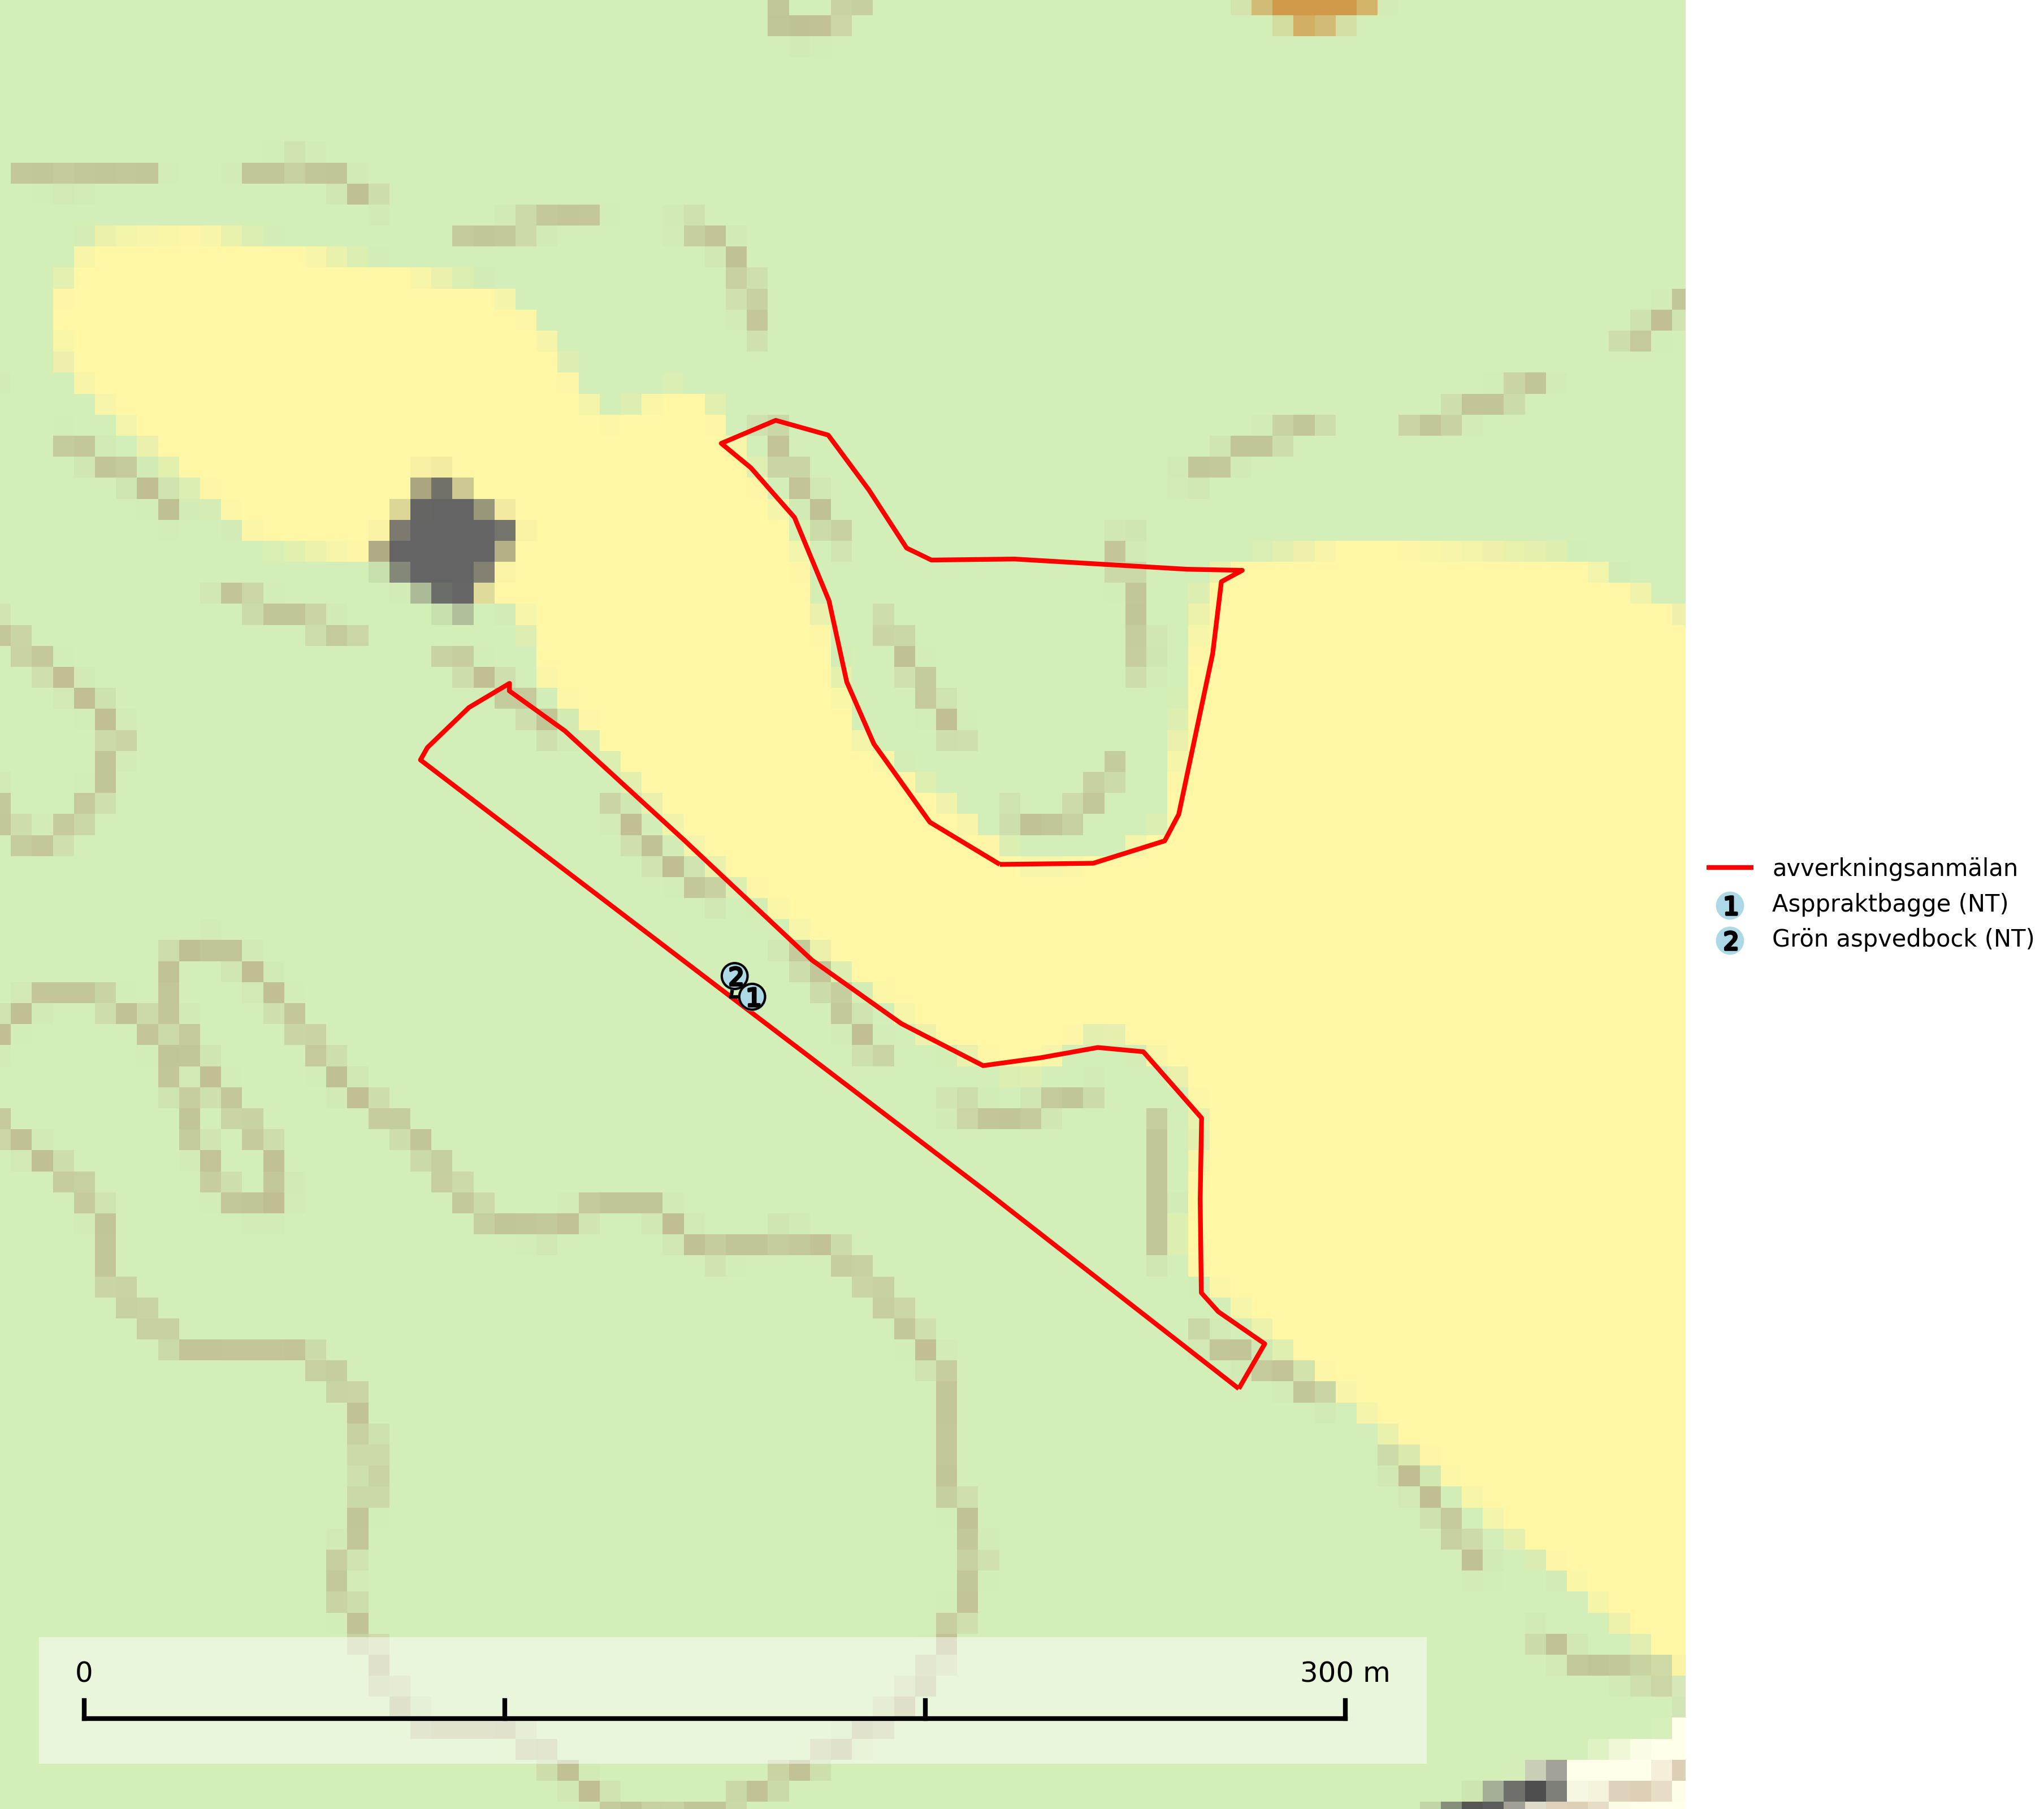 avverkningsanmälan
1 Asppraktbagge (NT)
2 Grön aspvedbock (NT)
2
1
0 300 m